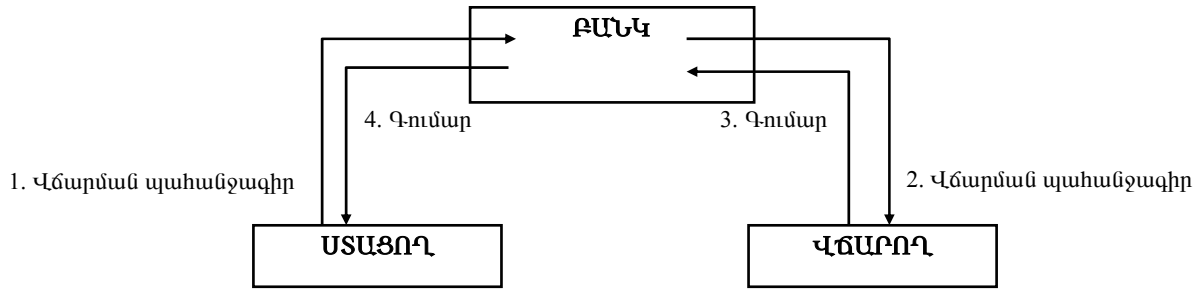 ԲԱՆԿ
4. Գումար
3. Գումար
1. Վճարման պահանջագիր
2. Վճարման պահանջագիր
ՍՏԱՑՈՂ
ՎՃԱՐՈՂ